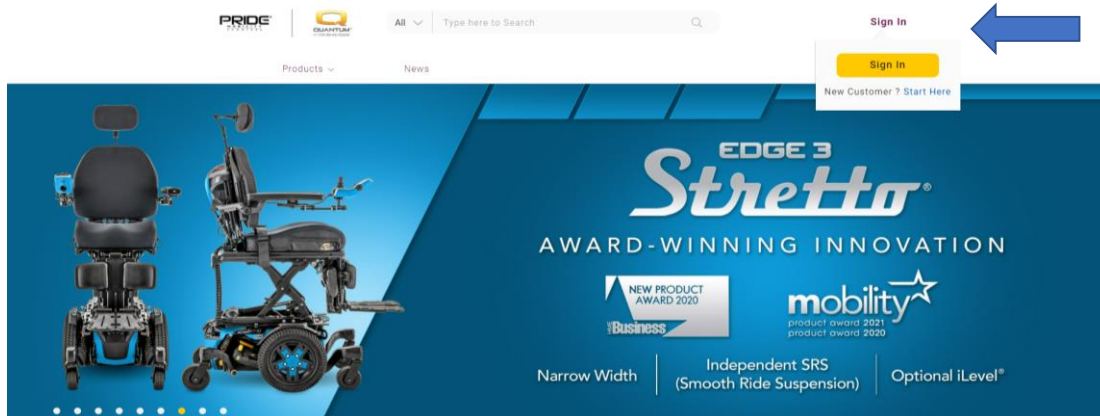 PRIDE
QUANTUM
All
Type here to Search
Sign In
Sign In
New Customer ? Start Here
Products
News
EDGE 3
Stretto®
AWARD-WINNING INNOVATION
NEW PRODUCT
AWARD 2020
Business
mobility
product award 2021
product award 2020
Narrow Width
Independent SRS
(Smooth Ride Suspension)
Optional iLevel®